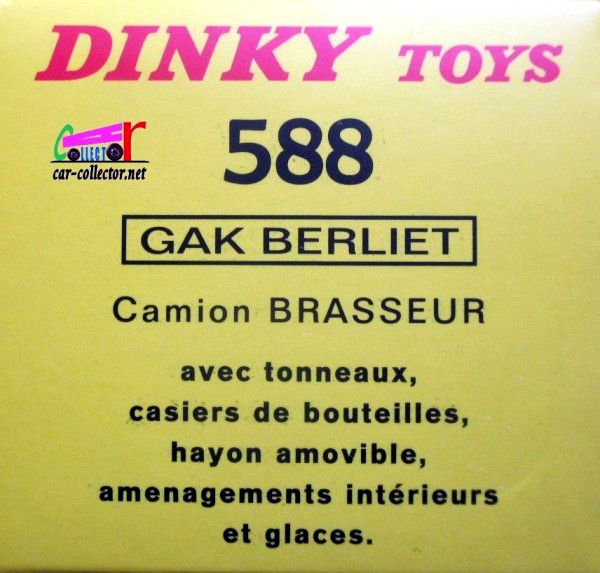 DINKY TOYS
COLLECTOR
car-collector.net
588
GAK BERLIET
Camion BRASSEUR
avec tonneaux,
casiers de bouteilles,
hayon amovible,
amenagements intérieurs
et glaces.